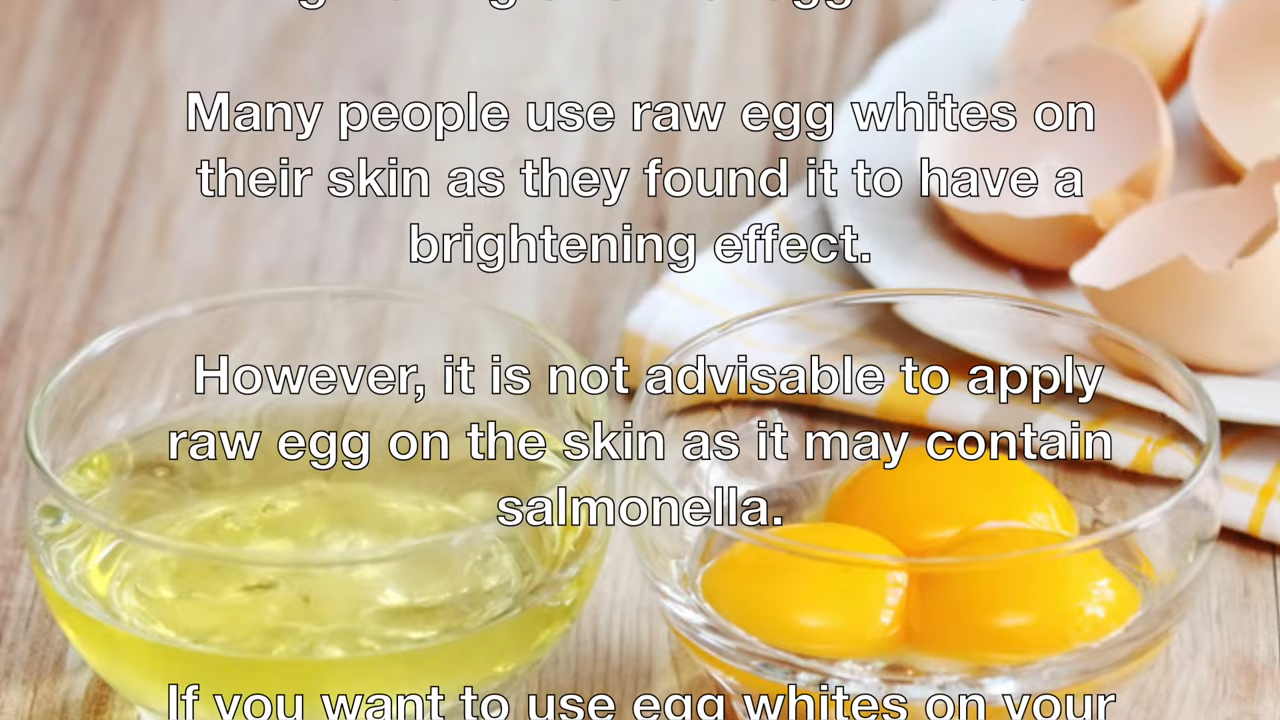 Many people use raw egg whites on
their skin as they found it to have a
brightening effect.
However, it is not advisable to apply
raw egg on the skin as it may contain
salmonella.
If you want to use egg whites on your